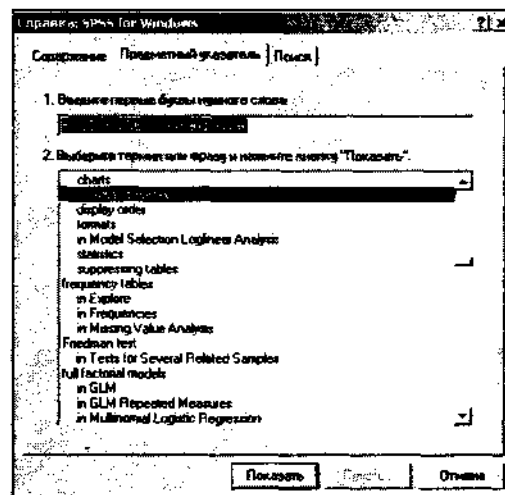 Справка: SPSS for Windows
Содержание Предметный указатель Поиск
1. Введите первые буквы нужного слова
2. Выберите термин или фразу и нажмите кнопку "Показать".
charts
display order
formats
in Model Selection Loglinear Analysis
statistics
suppressing tables
frequency tables
in Explore
in Frequencies
in Missing Value Analysis
Friedman test
in Tests for Several Related Samples
full factorial models
in GLM
in GLM Repeated Measures
in Multinomial Logistic Regression
Показать Отмена